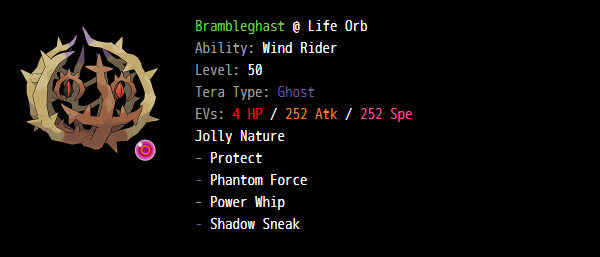 Brambleghast @ Life Orb
Ability: Wind Rider
Level: 50
Tera Type: Ghost
EVs: 4 HP / 252 Atk / 252 Spe
Jolly Nature
- Protect
- Phantom Force
- Power Whip
- Shadow Sneak